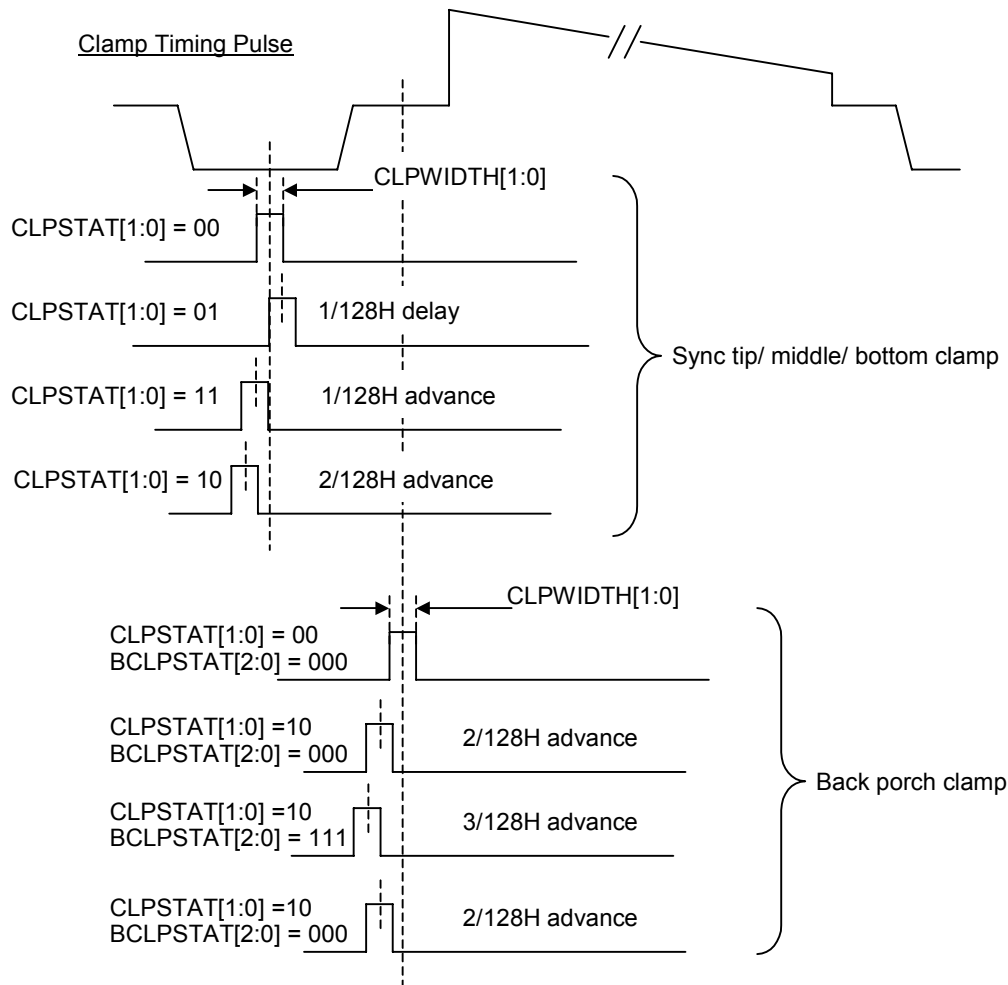 Clamp Timing Pulse
CLPWIDTH[1:0]
CLPSTAT[1:0] = 00
CLPSTAT[1:0] = 01
1/128H delay
Sync tip/ middle/ bottom clamp
CLPSTAT[1:0] = 11
1/128H advance
CLPSTAT[1:0] = 10
2/128H advance
CLPWIDTH[1:0]
CLPSTAT[1:0] = 00
BCLPSTAT[2:0] = 000
CLPSTAT[1:0] =10
BCLPSTAT[2:0] = 000
2/128H advance
Back porch clamp
CLPSTAT[1:0] =10
BCLPSTAT[2:0] = 111
3/128H advance
CLPSTAT[1:0] =10
BCLPSTAT[2:0] = 000
2/128H advance